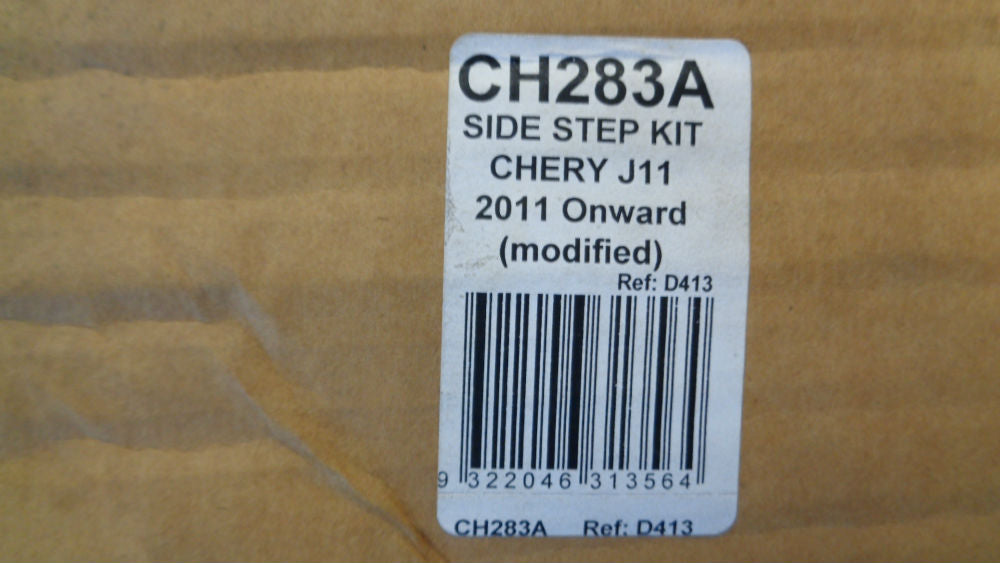 CH283A
SIDE STEP KIT
CHERY J11
2011 Onward
(modified)
Ref: D413
9 322046 313564
CH283A Ref: D413